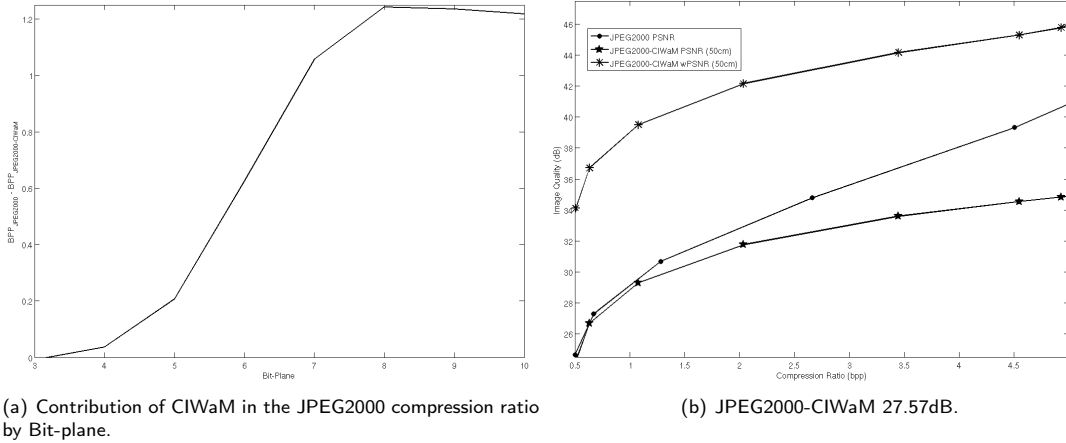 BPP JPEG2000 - BPP JPEG2000-CIWaM
1.2
1
0.8
0.6
0.4
0.2
0
3 4 5 6 7 8 9 10
Bit-Plane
(a) Contribution of CIWaM in the JPEG2000 compression ratio
by Bit-plane.
Image Quality (dB)
46
44
42
40
38
36
34
32
30
28
26
JPEG2000 PSNR
JPEG2000-CIWaM PSNR (50cm)
JPEG2000-CIWaM wPSNR (50cm)
0.5 1 1.5 2 2.5 3 3.5 4 4.5
Compression Ratio (bpp)
(b) JPEG2000-CIWaM 27.57dB.